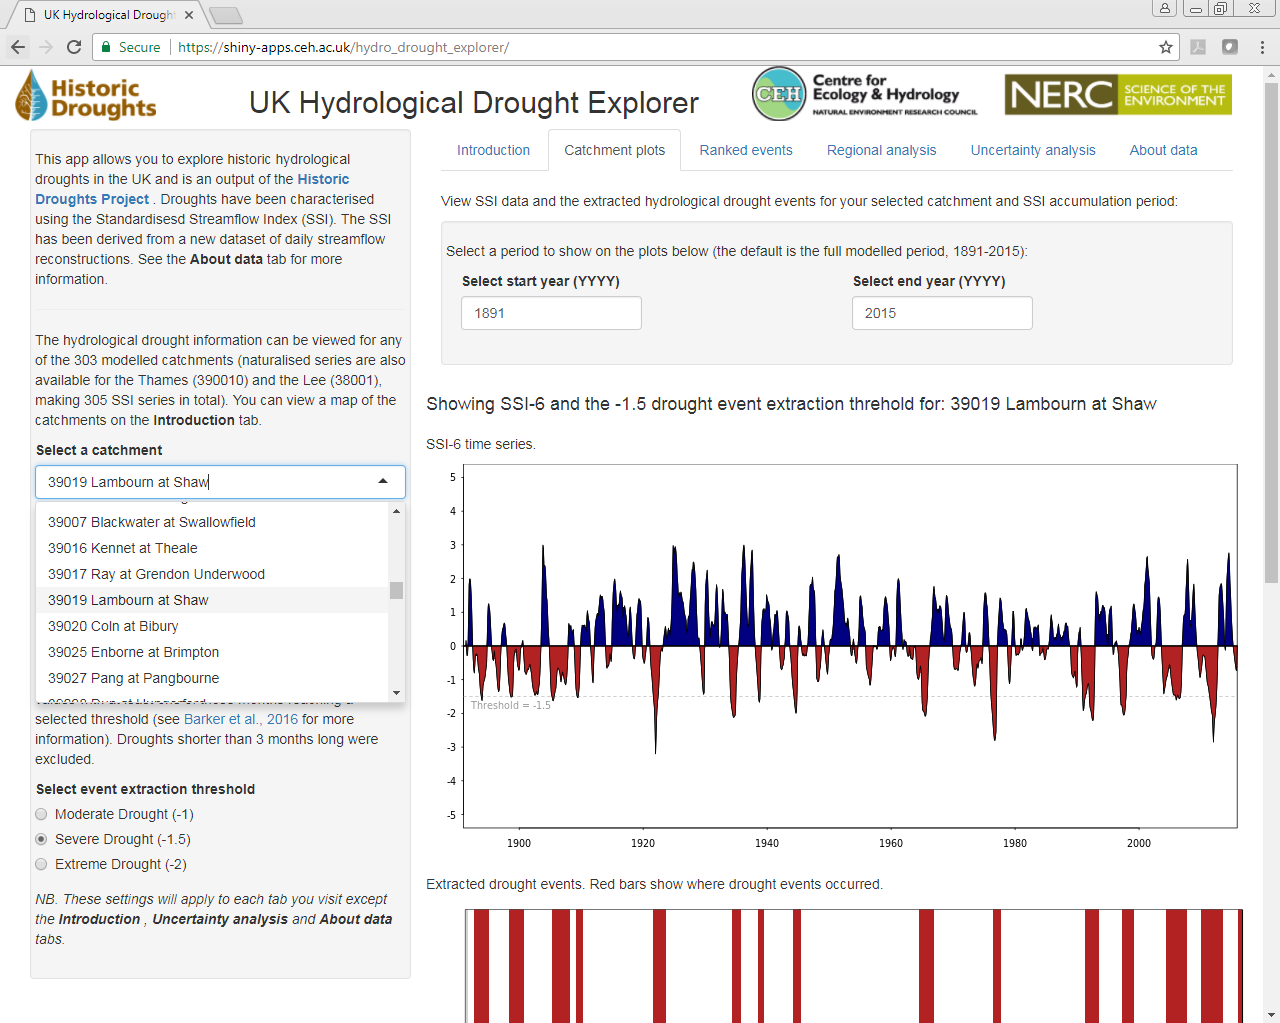 UK Hydrological Drought
Secure
https://shiny-apps.ceh.ac.uk/hydro_drought_explorer/
Historic
Droughts
UK Hydrological Drought Explorer
CEH
Centre for
Ecology & Hydrology
NATURAL ENVIRONMENT RESEARCH COUNCIL
NERC
SCIENCE OF THE
ENVIRONMENT
This app allows you to explore historic hydrological
droughts in the UK and is an output of the Historic
Droughts Project . Droughts have been characterised
using the Standardisesd Streamflow Index (SSI). The SSI
has been derived from a new dataset of daily streamflow
reconstructions. See the About data tab for more
information.
The hydrological drought information can be viewed for any
of the 303 modelled catchments (naturalised series are also
available for the Thames (390010) and the Lee (38001),
making 305 SSI series in total). You can view a map of the
catchments on the Introduction tab.
Select a catchment
39019 Lambourn at Shaw
39007 Blackwater at Swallowfield
39016 Kennet at Theale
39017 Ray at Grendon Underwood
39019 Lambourn at Shaw
39020 Coln at Bibury
39025 Enborne at Brimpton
39027 Pang at Pangbourne
selected threshold (see Barker et al., 2016 for more
information). Droughts shorter than 3 months long were
excluded.
Select event extraction threshold
Moderate Drought (-1)
Severe Drought (-1.5)
Extreme Drought (-2)
NB. These settings will apply to each tab you visit except
the Introduction , Uncertainty analysis and About data
tabs.
Introduction
Catchment plots
Ranked events
Regional analysis
Uncertainty analysis
About data
View SSI data and the extracted hydrological drought events for your selected catchment and SSI accumulation period:
Select a period to show on the plots below (the default is the full modelled period, 1891-2015):
Select start year (YYYY)
Select end year (YYYY)
1891
2015
Showing SSI-6 and the -1.5 drought event extraction threhold for: 39019 Lambourn at Shaw
SSI-6 time series.
5
4
3
2
1
0
-1
-2
-3
-4
-5
Threshold = -1.5
1900
1920
1940
1960
1980
2000
Extracted drought events. Red bars show where drought events occurred.